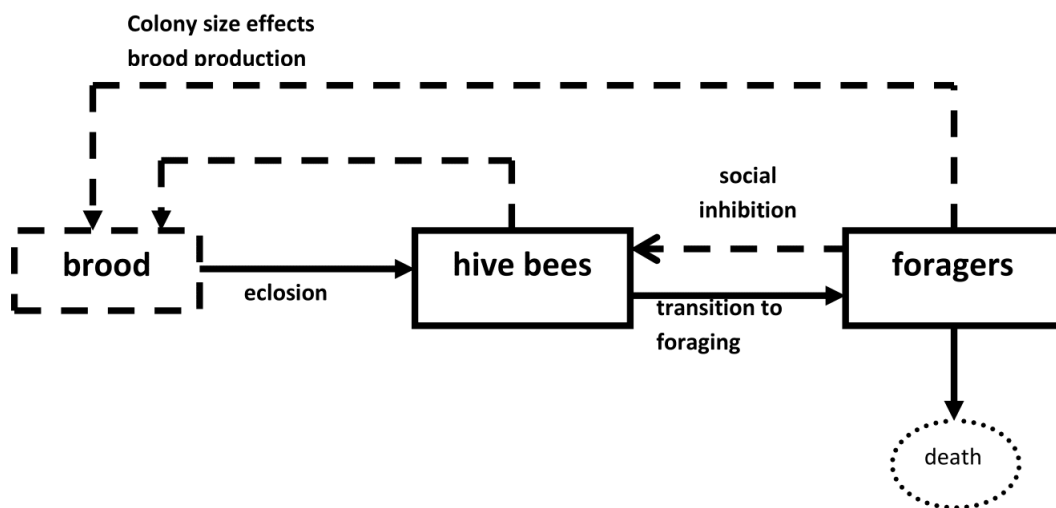 Colony size effects
brood production
social
inhibition
brood
hive bees
foragers
eclosion
transition to
foraging
death